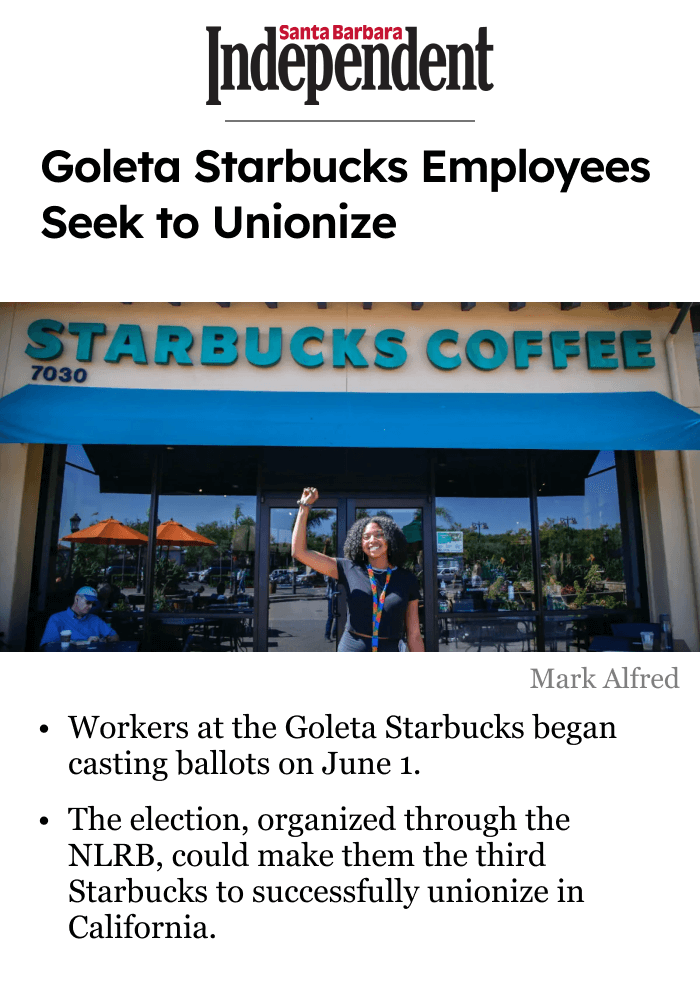 Santa Barbara
Independent
Goleta Starbucks Employees
Seek to Unionize
STARBUCKS COFFEE
7030
Mark Alfred
• Workers at the Goleta Starbucks began
casting ballots on June 1.
• The election, organized through the
NLRB, could make them the third
Starbucks to successfully unionize in
California.